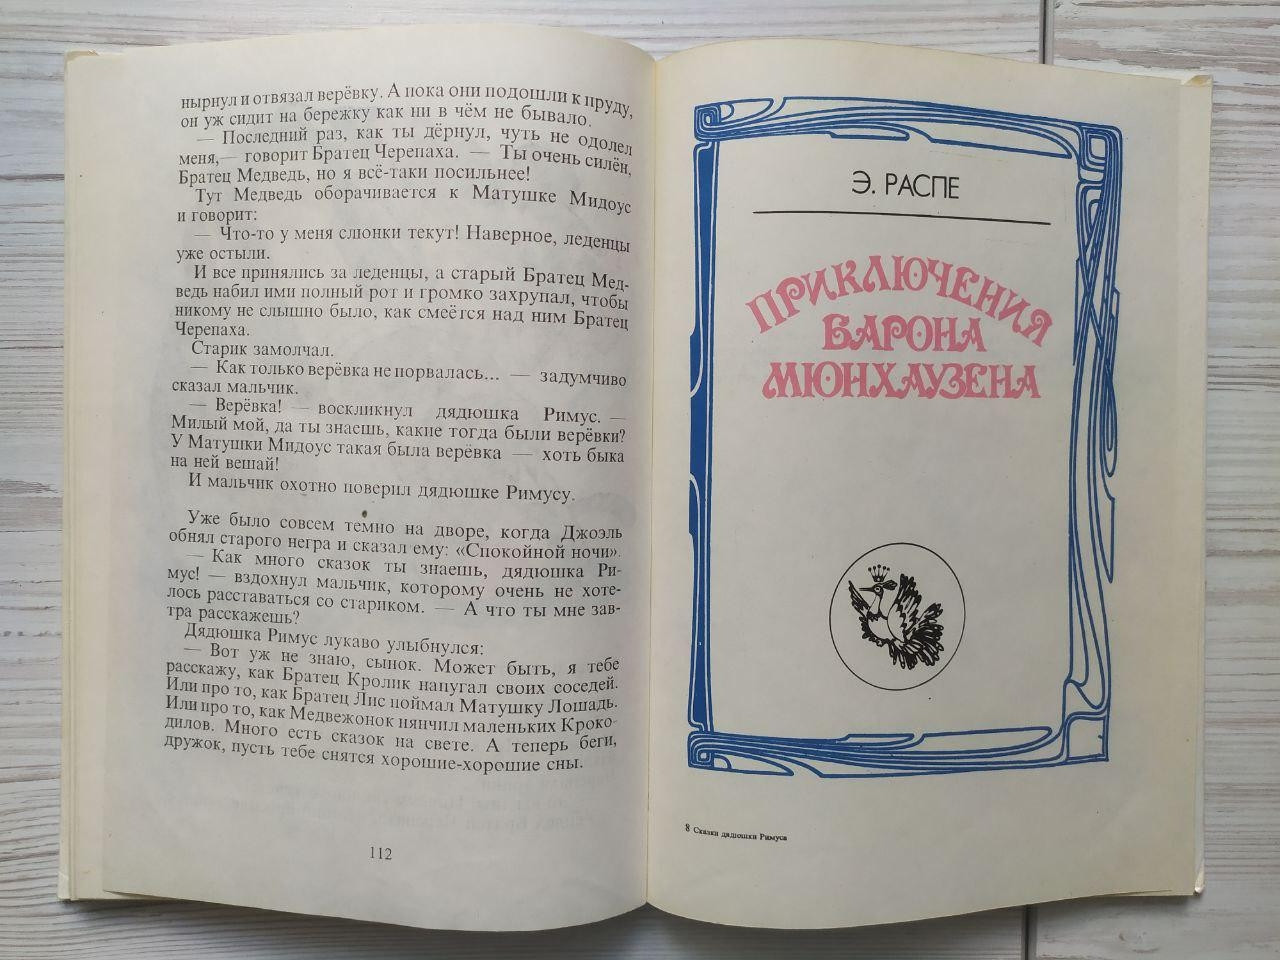 нырнул и отвязал верёвку. А пока они подошли к пруду,
он уж сидит на бережку как ни в чём не бывало.
— Последний раз, как ты дёрнул, чуть не одолел
меня,— говорит Братец Черепаха. — Ты очень силён,
Братец Медведь, но я всё-таки посильнее!
Тут Медведь оборачивается к Матушке Мидоус
и говорит:
— Что-то у меня слюнки текут! Наверное, леденцы
уже остыли.
И все принялись за леденцы, а старый Братец Мед-
ведь набил ими полный рот и громко захрупал, чтобы
никому не слышно было, как смеётся над ним Братец
Черепаха.
Старик замолчал.
— Как только верёвка не порвалась... — задумчиво
сказал мальчик.
— Верёвка! — воскликнул дядюшка Римус. —
Милый мой, да ты знаешь, какие тогда были верёвки?
У Матушки Мидоус такая была верёвка — хоть быка
на ней вешай!
И мальчик охотно поверил дядюшке Римусу.
Уже было совсем темно на дворе, когда Джоэль
обнял старого негра и сказал ему: «Спокойной ночи».
— Как много сказок ты знаешь, дядюшка Ри-
мус! — вздохнул мальчик, которому очень не хоте-
лось расставаться со стариком. — А что ты мне зав-
тра расскажешь?
Дядюшка Римус лукаво улыбнулся:
— Вот уж не знаю, сынок. Может быть, я тебе
расскажу, как Братец Кролик напугал своих соседей.
Или про то, как Братец Лис поймал Матушку Лошадь.
Или про то, как Медвежонок нянчил маленьких Кроко-
дилов. Много есть сказок на свете. А теперь беги,
дружок, пусть тебе снятся хорошие-хорошие сны.
112
Э. РАСПЕ
ПРИКЛЮЧЕНИЯ
БАРОНА
МЮНХАУЗЕНА
8 Сказки дядюшки Римуса